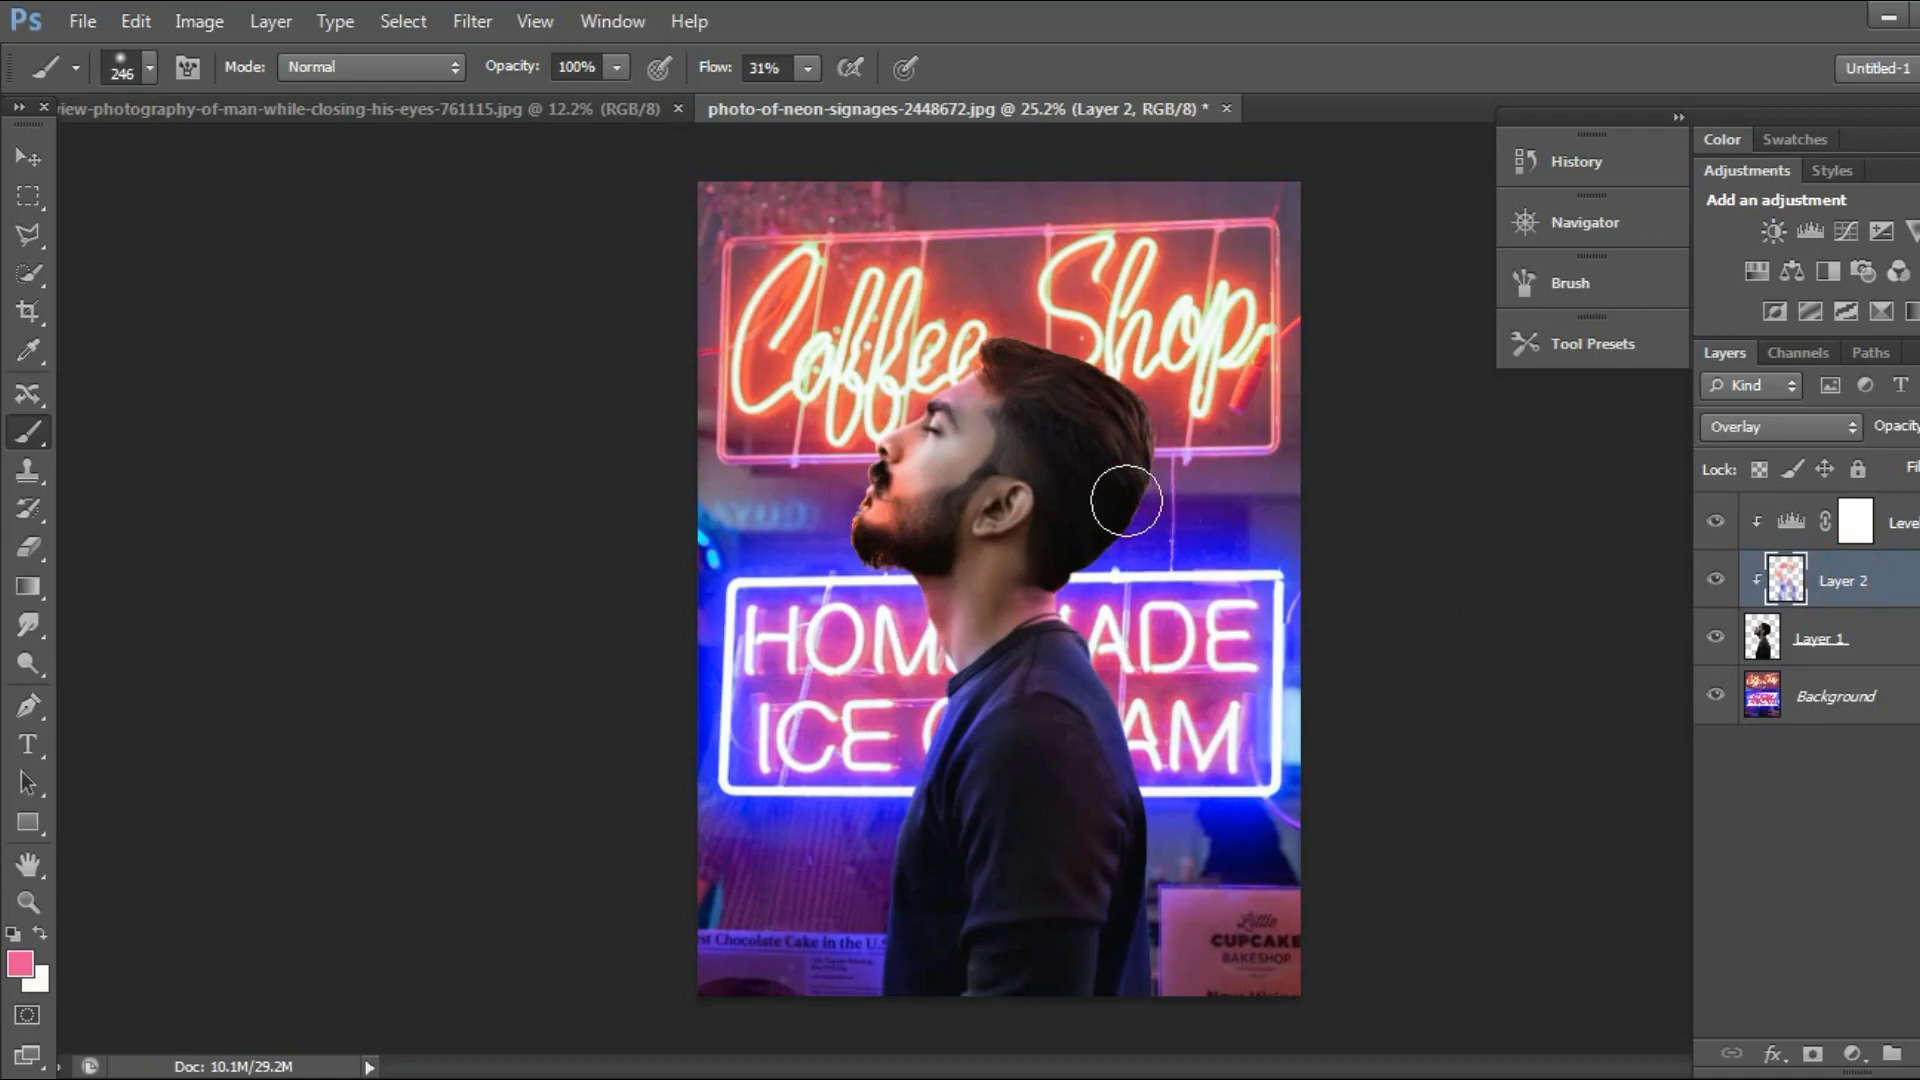 Ps File Edit Image Layer Type Select Filter View Window Help
246 Mode: Normal Opacity: 100% Flow: 31% Untitled-1
view-photography-of-man-while-closing-his-eyes-761115.jpg @ 12.2% (RGB/8) × photo-of-neon-signages-2448672.jpg @ 25.2% (Layer 2, RGB/8) * ×
History
Navigator
Brush
Tool Presets
Color Swatches
Adjustments Styles
Add an adjustment
Layers Channels Paths
Kind
Overlay Opacity
Lock:
Leve
Layer 2
Layer 1
Background
Coffee Shop
HOM ADE
ICE C AM
st Chocolate Cake in the U.S
Little
CUPCAKE
BAKESHOP
Now Hiring
Doc: 10.1M/29.2M